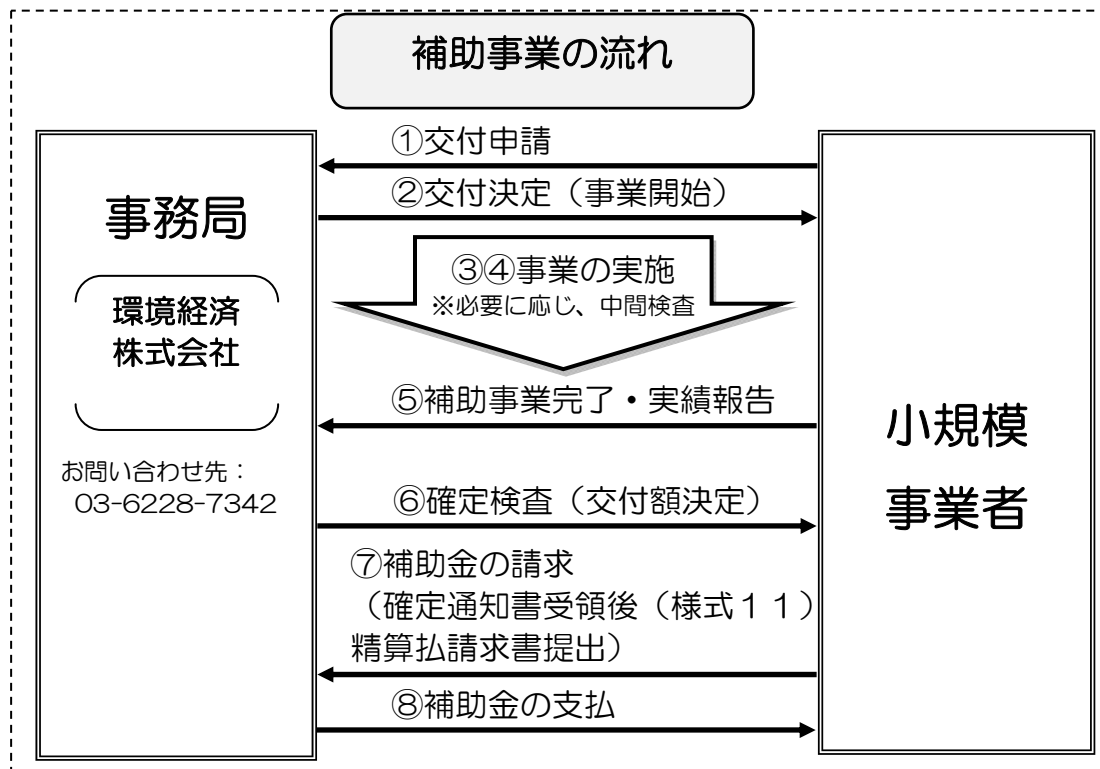 補助事業の流れ
事務局
環境経済
株式会社
お問い合わせ先:
03-6228-7342
①交付申請
②交付決定(事業開始)
③④事業の実施
※必要に応じ、中間検査
⑤補助事業完了・実績報告
⑥確定検査(交付額決定)
⑦補助金の請求
(確定通知書受領後(様式11)
精算払請求書提出)
⑧補助金の支払
小規模
事業者